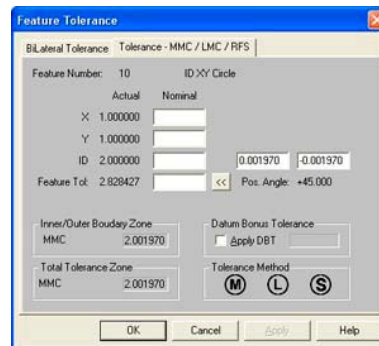 Feature Tolerance
BiLateral Tolerance Tolerance - MMC / LMC / RFS
Feature Number: 10 ID XY Circle
Actual Nominal
X 1.000000
Y 1.000000
ID 2.000000 0.001970 -0.001970
Feature Tol: 2.828427 << Pos. Angle: +45.000
Inner/Outer Boudary Zone Datum Bonus Tolerance
MMC 2.001970 Apply DBT
Total Tolerance Zone Tolerance Method
MMC 2.001970 M L S
OK Cancel Apply Help